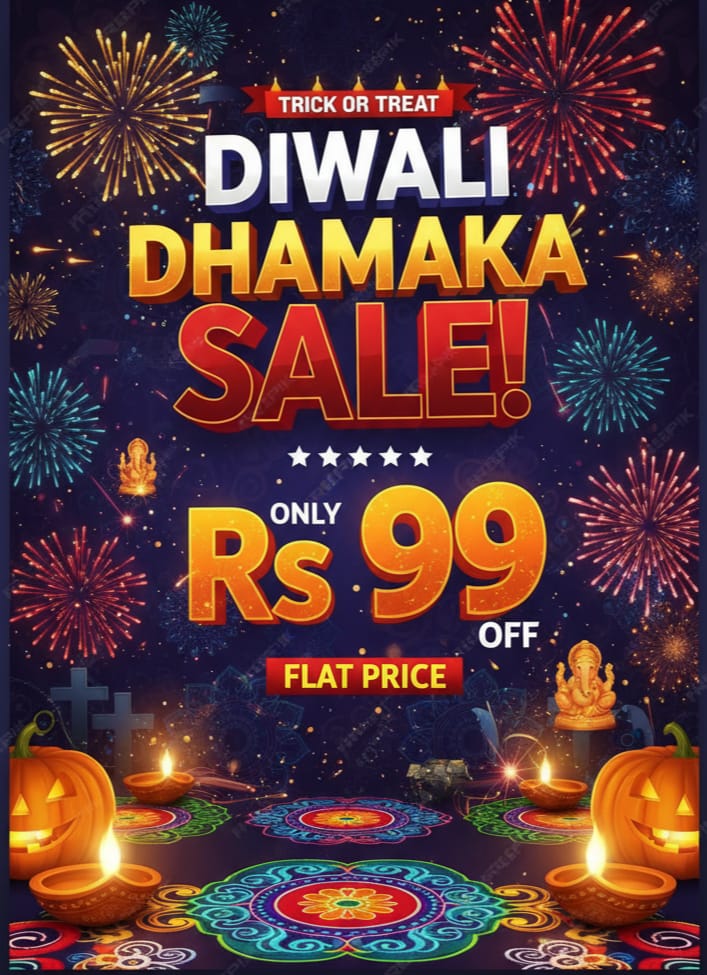 TRICK OR TREAT
DIWALI
DHAMAKA
SALE!
ONLY
Rs 99
OFF
FLAT PRICE